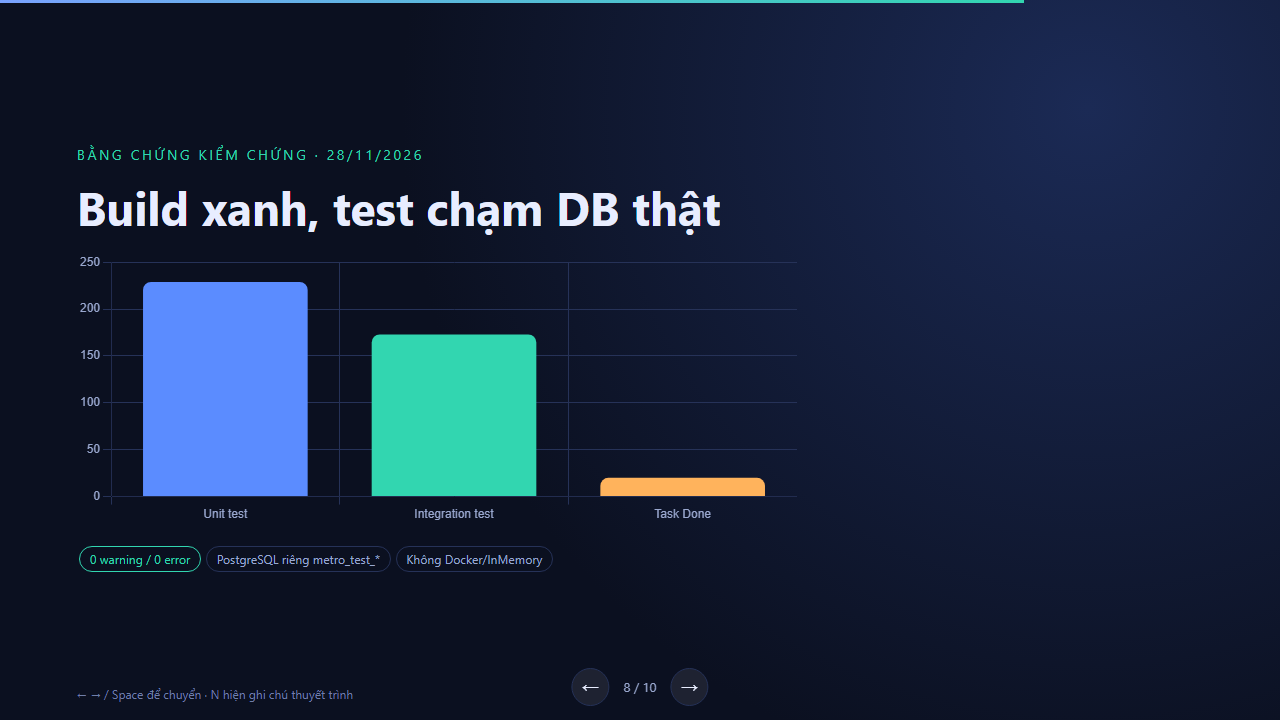 BẰNG CHỨNG KIỂM CHỨNG · 28/11/2026
Build xanh, test chạm DB thật
250
200
150
100
50
0
Unit test
Integration test
Task Done
0 warning / 0 error
PostgreSQL riêng metro_test_*
Không Docker/InMemory
← → / Space để chuyển · N hiện ghi chú thuyết trình
←
8 / 10
→